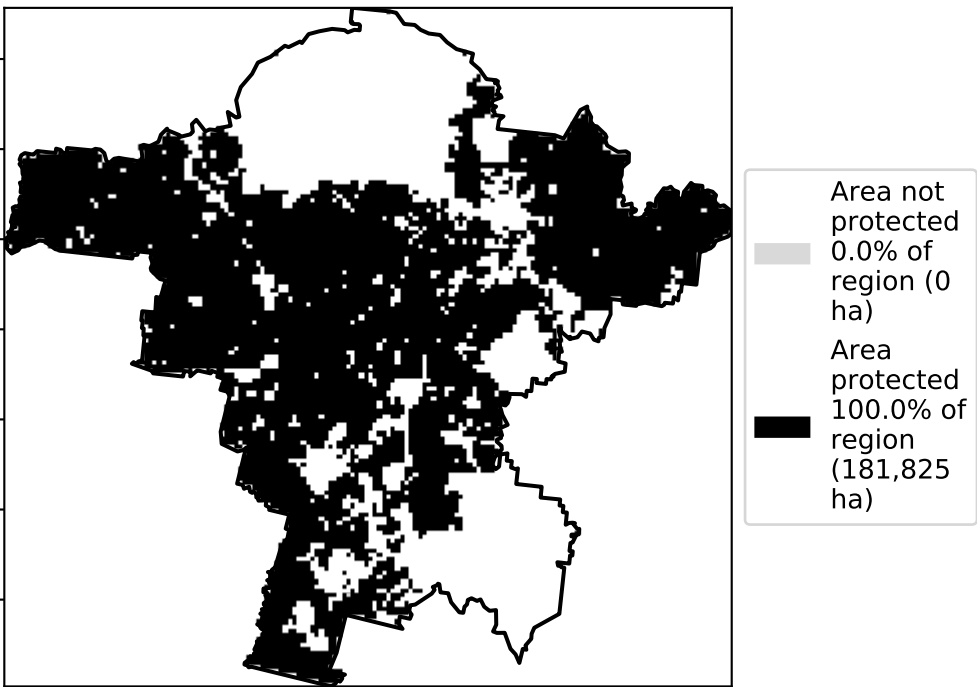 Area not
protected
0.0% of
region (0
ha)
Area
protected
100.0% of
region
(181,825
ha)